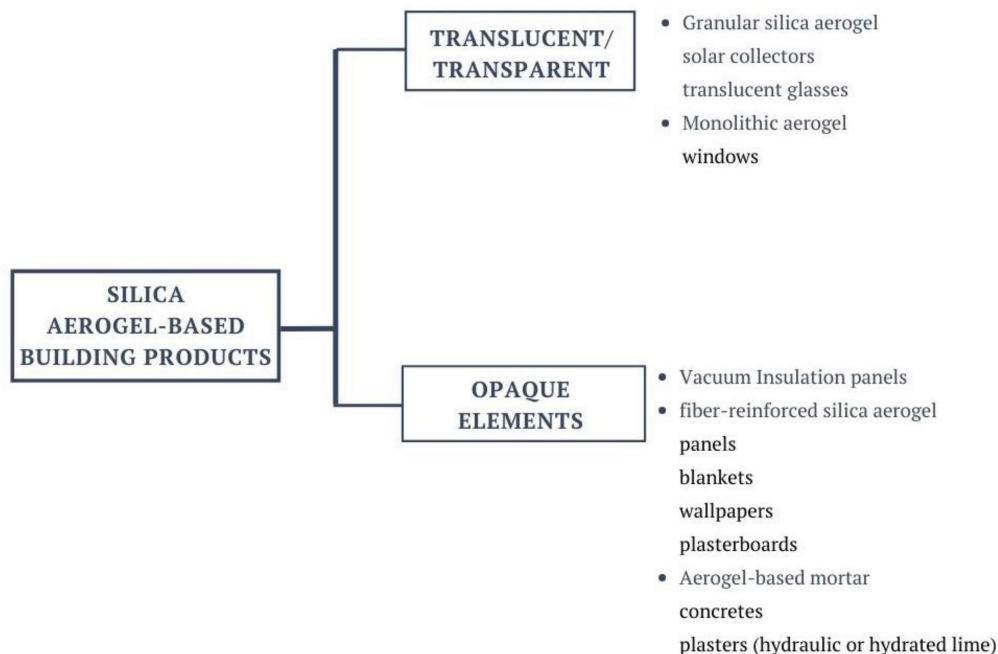 TRANSLUCENT/
TRANSPARENT
• Granular silica aerogel
solar collectors
translucent glasses
• Monolithic aerogel
windows
SILICA
AEROGEL-BASED
BUILDING PRODUCTS
OPAQUE
ELEMENTS
• Vacuum Insulation panels
• fiber-reinforced silica aerogel
panels
blankets
wallpapers
plasterboards
• Aerogel-based mortar
concretes
plasters (hydraulic or hydrated lime)